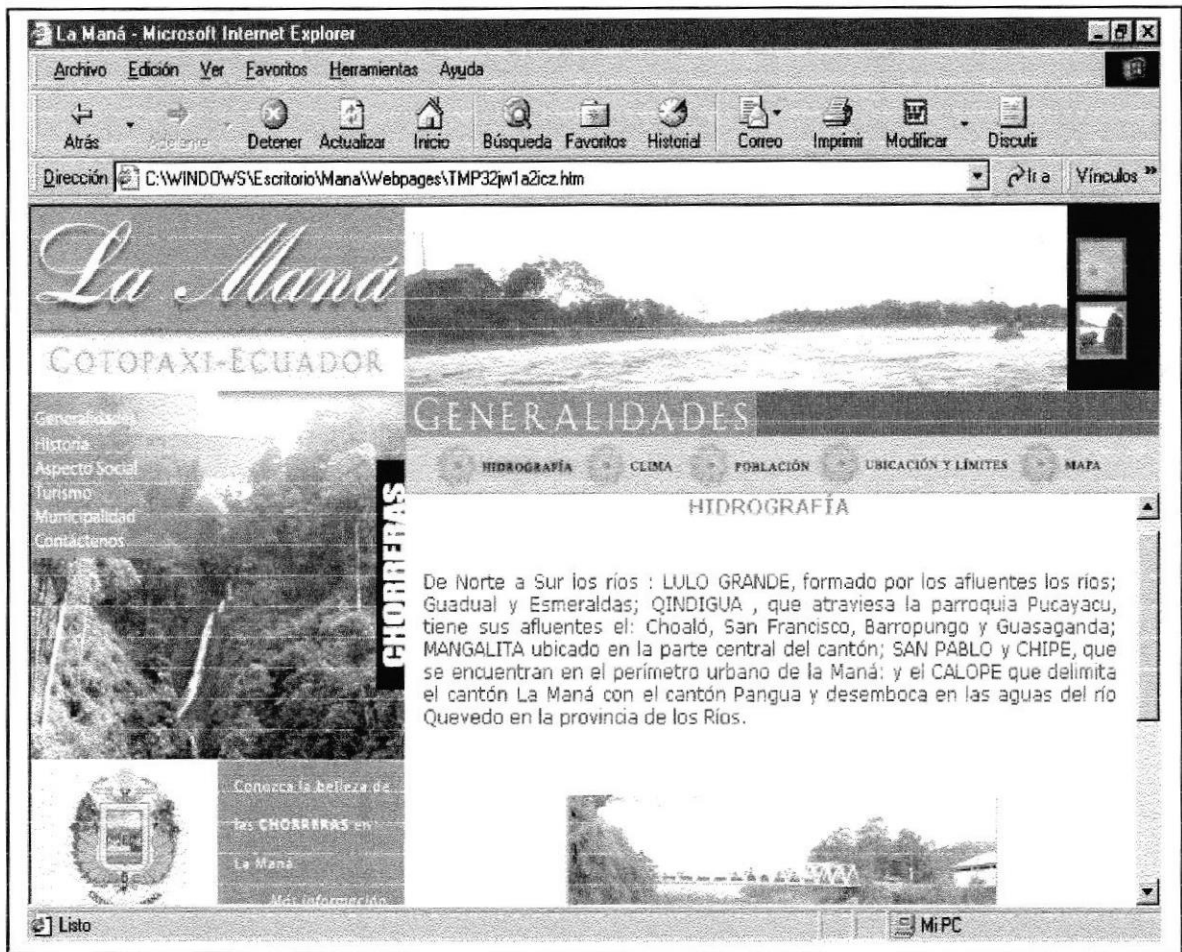 La Maná - Microsoft Internet Explorer
Archivo Edición Ver Favoritos Herramientas Ayuda
Atrás Adelante Detener Actualizar Inicio Búsqueda Favoritos Historial Correo Imprimir Modificar Discutir
Dirección C:\WINDOWS\Escritorio\Mana\Webpages\TMP32jw1a2icz.htm Ir a Vínculos »
La Maná
COTOPAXI-ECUADOR
Generalidades
Historia
Aspecto Social
Turismo
Municipalidad
Contáctenos
CHORRERAS
Conozca la belleza de
las CHORRERAS en
La Maná
Más información
GENERALIDADES
HIDROGRAFÍA CLIMA POBLACIÓN UBICACIÓN Y LÍMITES MAPA
HIDROGRAFÍA
De Norte a Sur los ríos : LULO GRANDE, formado por los afluentes los ríos;
Guadual y Esmeraldas; QINDIGUA , que atraviesa la parroquia Pucayacu,
tiene sus afluentes el: Choaló, San Francisco, Barropungo y Guasaganda;
MANGALITA ubicado en la parte central del cantón; SAN PABLO y CHIPE, que
se encuentran en el perímetro urbano de la Maná: y el CALOPE que delimita
el cantón La Maná con el cantón Pangua y desemboca en las aguas del río
Quevedo en la provincia de los Ríos.
Listo Mi PC